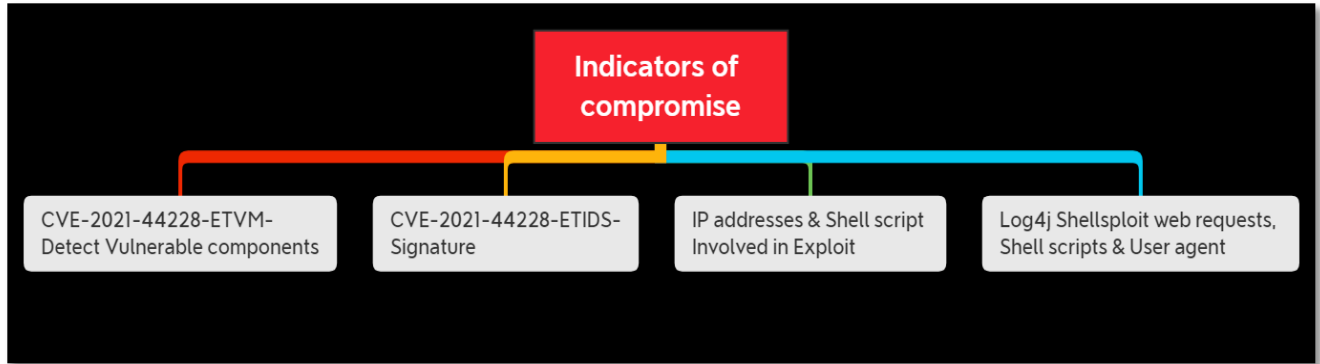 Indicators of
compromise
CVE-2021-44228-ETVM-
Detect Vulnerable components
CVE-2021-44228-ETIDS-
Signature
IP addresses & Shell script
Involved in Exploit
Log4j Shellsploit web requests,
Shell scripts & User agent